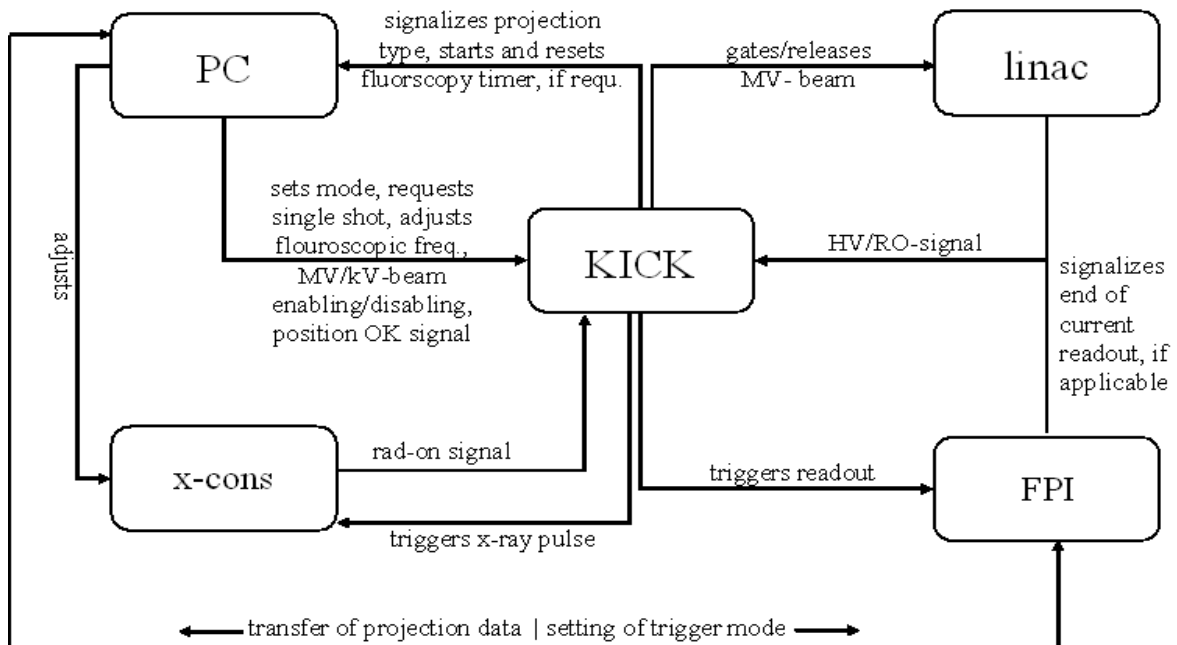 signalizes projection
type, starts and resets
fluorscopy timer, if requ.
PC
gates/releases
MV- beam
linac
sets mode, requests
single shot, adjusts
flouroscopic freq.,
MV/kV-beam
enabling/disabling,
position OK signal
adjusts
KICK
HV/RO-signal
signalizes
end of
current
readout, if
applicable
x-cons
rad-on signal
triggers x-ray pulse
triggers readout
FPI
transfer of projection data | setting of trigger mode